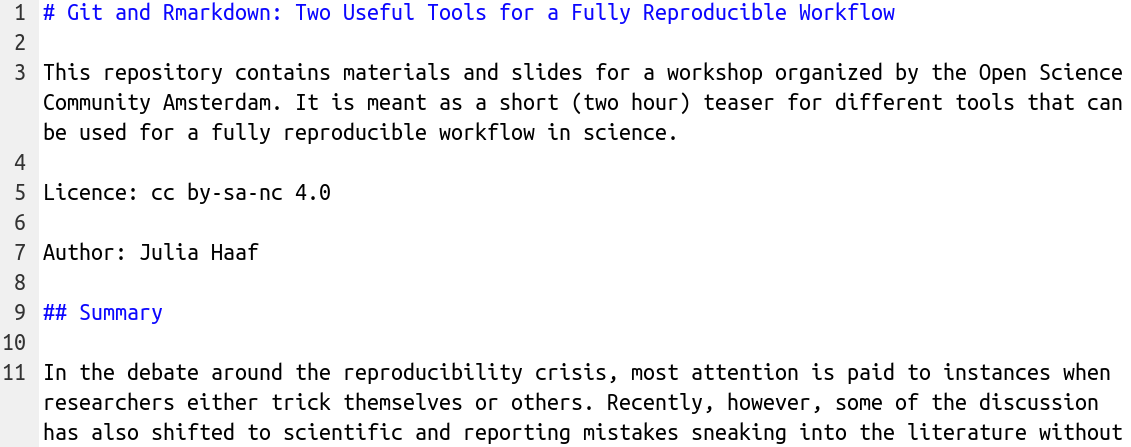 1 # Git and Rmarkdown: Two Useful Tools for a Fully Reproducible Workflow
2
3 This repository contains materials and slides for a workshop organized by the Open Science
Community Amsterdam. It is meant as a short (two hour) teaser for different tools that can
be used for a fully reproducible workflow in science.
4
5 Licence: cc by-sa-nc 4.0
6
7 Author: Julia Haaf
8
9 ## Summary
10
11 In the debate around the reproducibility crisis, most attention is paid to instances when
researchers either trick themselves or others. Recently, however, some of the discussion
has also shifted to scientific and reporting mistakes sneaking into the literature without